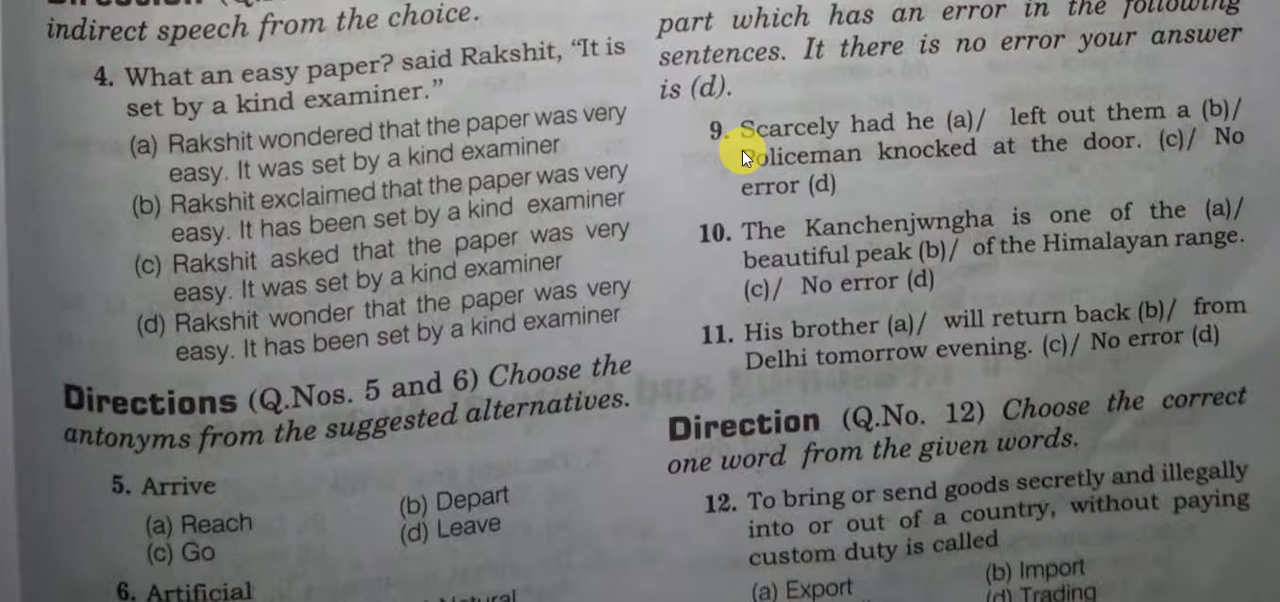 indirect speech from the choice.
4. What an easy paper? said Rakshit, “It is
set by a kind examiner.”
(a) Rakshit wondered that the paper was very
easy. It was set by a kind examiner
(b) Rakshit exclaimed that the paper was very
easy. It has been set by a kind examiner
(c) Rakshit asked that the paper was very
easy. It was set by a kind examiner
(d) Rakshit wonder that the paper was very
easy. It has been set by a kind examiner
Directions (Q.Nos. 5 and 6) Choose the
antonyms from the suggested alternatives.
5. Arrive
(a) Reach (b) Depart
(c) Go (d) Leave
6. Artificial
Natural
part which has an error in the following
sentences. It there is no error your answer
is (d).
9. Scarcely had he (a)/ left out them a (b)/
Policeman knocked at the door. (c)/ No
error (d)
10. The Kanchenjwngha is one of the (a)/
beautiful peak (b)/ of the Himalayan range.
(c)/ No error (d)
11. His brother (a)/ will return back (b)/ from
Delhi tomorrow evening. (c)/ No error (d)
Direction (Q.No. 12) Choose the correct
one word from the given words.
12. To bring or send goods secretly and illegally
into or out of a country, without paying
custom duty is called
(a) Export (b) Import
(d) Trading